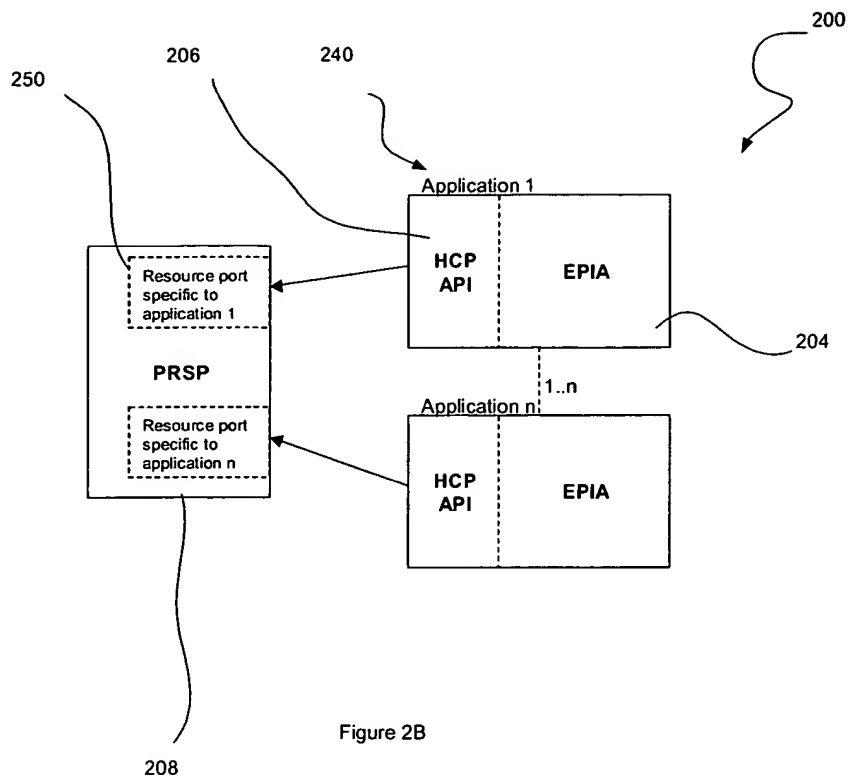 200
206
240
250
Application 1
HCP
API
EPIA
Resource port
specific to
application 1
204
PRSP
1..n
Application n
Resource port
specific to
application n
HCP
API
EPIA
Figure 2B
208